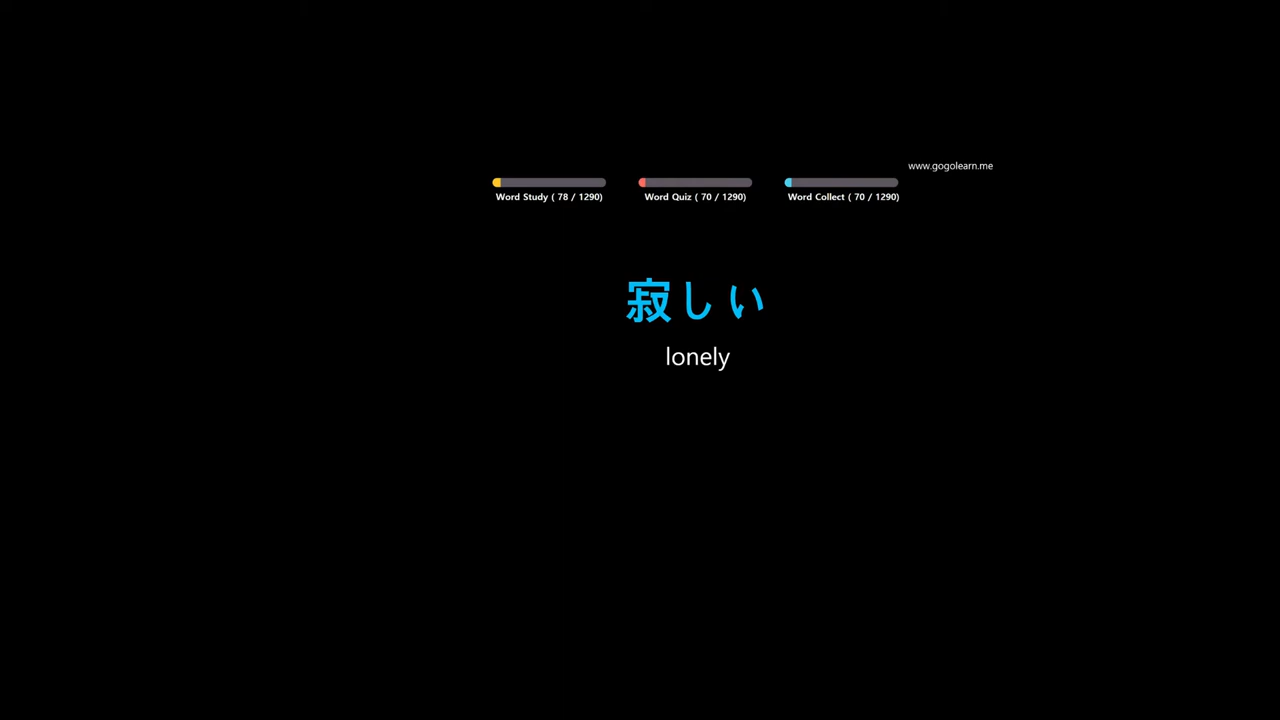 www.gogolearn.me
Word Study ( 78 / 1290)
Word Quiz ( 70 / 1290)
Word Collect ( 70 / 1290)
寂しい
lonely